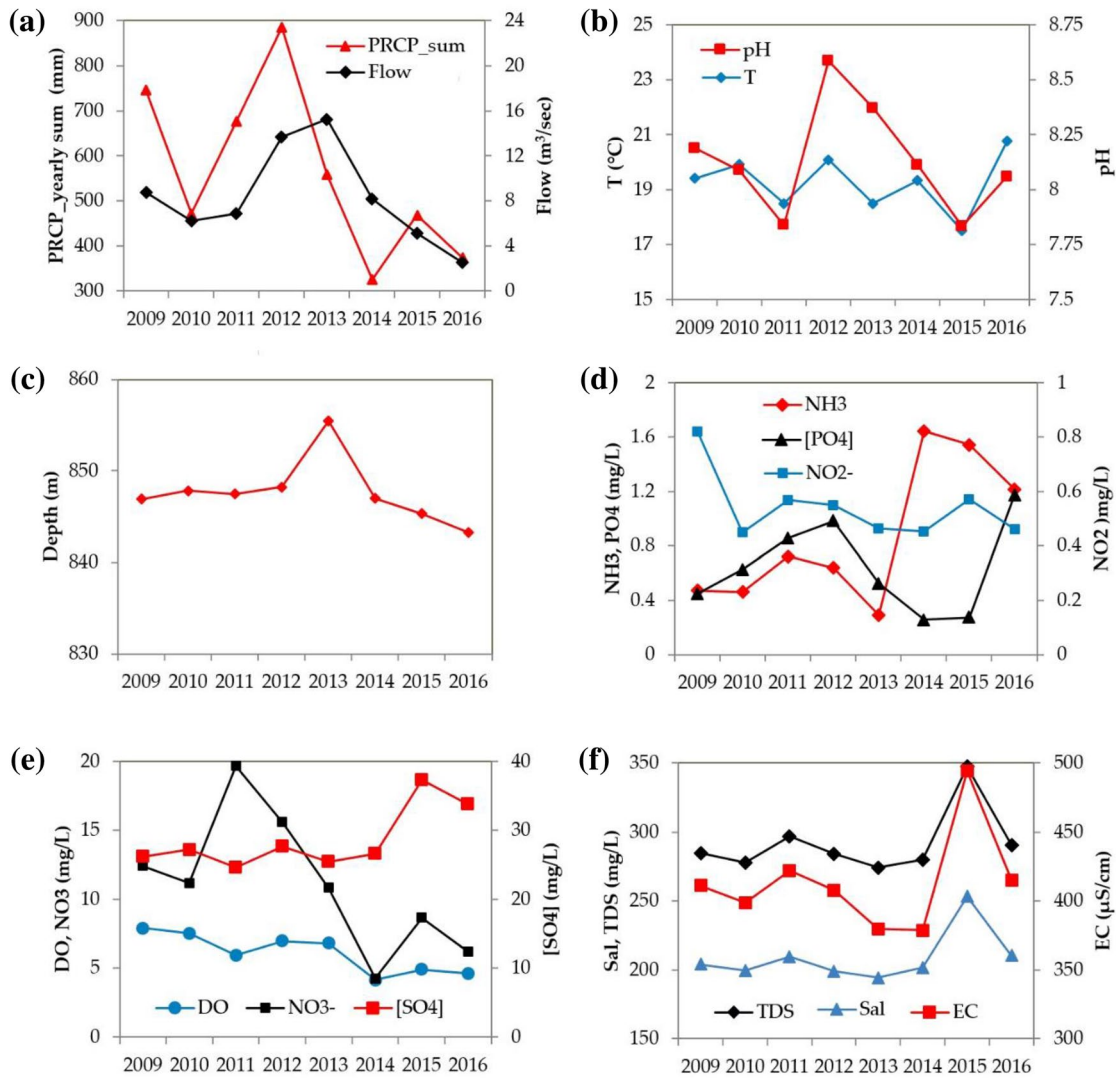 (a)
900
800
700
600
500
400
300
PRCP_yearly sum (mm)
PRCP_sum
Flow
24
20
16
12
8
4
0
Flow (m³/sec)
2009 2010 2011 2012 2013 2014 2015 2016
(b)
25
23
21
19
17
15
T (°C)
pH
T
8.75
8.5
8.25
8
7.75
7.5
pH
2009 2010 2011 2012 2013 2014 2015 2016
(c)
860
850
840
830
Depth (m)
2009 2010 2011 2012 2013 2014 2015 2016
(d)
2
1.6
1.2
0.8
0.4
0
NH3, PO4 (mg/L)
NH3
[PO4]
NO2-
1
0.8
0.6
0.4
0.2
0
NO2 )mg/L)
2009 2010 2011 2012 2013 2014 2015 2016
(e)
20
15
10
5
0
DO, NO3 (mg/L)
DO NO3- [SO4]
40
30
20
10
0
[SO4] (mg/L)
2009 2010 2011 2012 2013 2014 2015 2016
(f)
350
300
250
200
150
Sal, TDS (mg/L)
TDS Sal EC
500
450
400
350
300
EC (µS/cm)
2009 2010 2011 2012 2013 2014 2015 2016